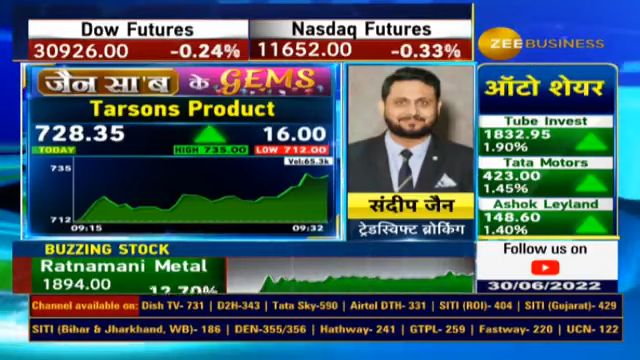 Dow Futures
30926.00 -0.24%
Nasdaq Futures
11652.00 -0.33%
ZEE BUSINESS
जैन सा'ब के GEMS
Tarsons Product
728.35 16.00
TODAY HIGH 735.00 LOW 712.00
Vol:65.3k
735
712
09:15 09:32
संदीप जैन
ट्रेडस्विफ्ट ब्रोकिंग
ऑटो शेयर
Tube Invest
1832.95
1.90%
Tata Motors
423.00
1.45%
Ashok Leyland
148.60
1.40%
BUZZING STOCK
Ratnamani Metal
1894.00 12.70%
Follow us on
30/06/2022
Channel available on: Dish TV- 731 | D2H-343 | Tata Sky-590 | Airtel DTH- 331 | SITI (ROI)- 404 | SITI (Gujarat)- 429
SITI (Bihar & Jharkhand, WB)- 186 | DEN-355/356 | Hathway- 241 | GTPL- 259 | Fastway- 220 | UCN- 122